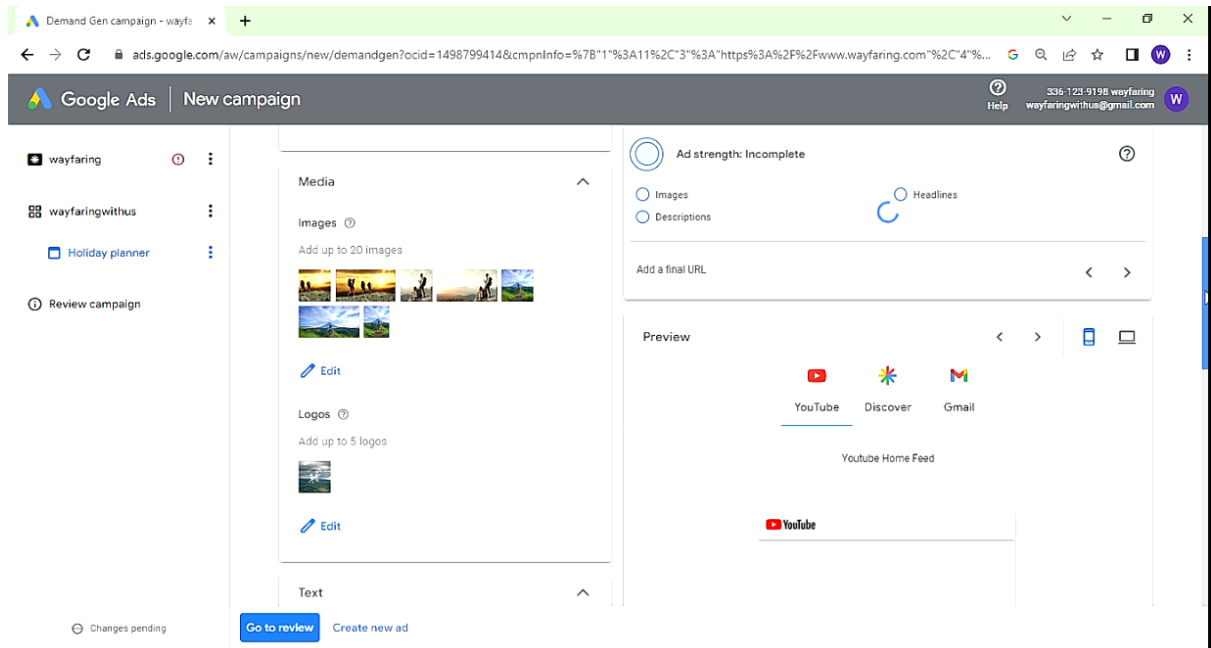 Demand Gen campaign - wayfa
ads.google.com/aw/campaigns/new/demandgen?ocid=1498799414&cmpnInfo=%7B"1"%3A11%2C"3"%3A"https%3A%2F%2Fwww.wayfaring.com"%2C"4"%...
W
Google Ads
New campaign
Help
336-123-9198 wayfaring
wayfaringwithus@gmail.com
W
wayfaring
wayfaringwithus
Holiday planner
Review campaign
Media
Images
Add up to 20 images
Edit
Logos
Add up to 5 logos
Edit
Text
Ad strength: Incomplete
Images
Headlines
Descriptions
Add a final URL
Preview
YouTube
Discover
Gmail
Youtube Home Feed
YouTube
Changes pending
Go to review
Create new ad